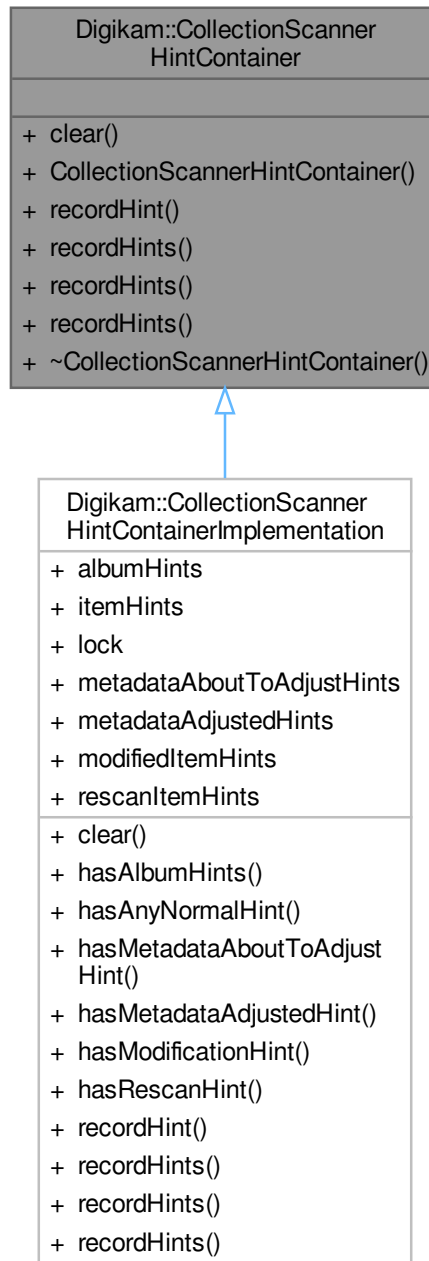 Digikam::CollectionScanner
HintContainer
+ clear()
+ CollectionScannerHintContainer()
+ recordHint()
+ recordHints()
+ recordHints()
+ recordHints()
+ ~CollectionScannerHintContainer()
Digikam::CollectionScanner
HintContainerImplementation
+ albumHints
+ itemHints
+ lock
+ metadataAboutToAdjustHints
+ metadataAdjustedHints
+ modifiedItemHints
+ rescanItemHints
+ clear()
+ hasAlbumHints()
+ hasAnyNormalHint()
+ hasMetadataAboutToAdjust
Hint()
+ hasMetadataAdjustedHint()
+ hasModificationHint()
+ hasRescanHint()
+ recordHint()
+ recordHints()
+ recordHints()
+ recordHints()